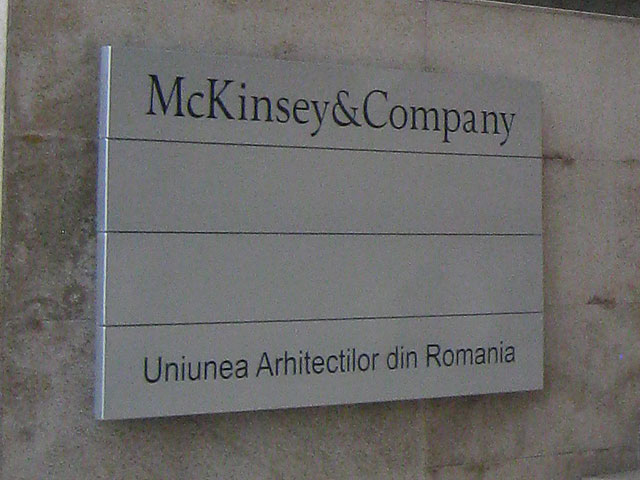 McKinsey&Company
Uniunea Arhitectilor din Romania